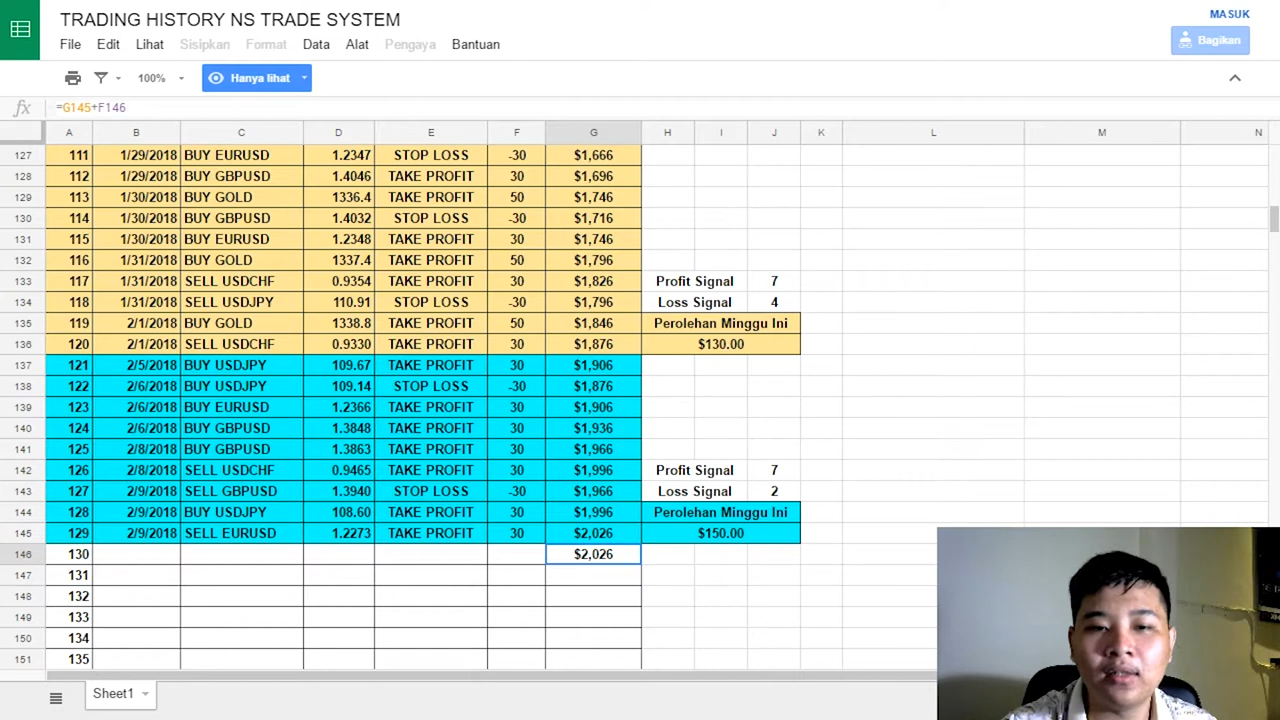 TRADING HISTORY NS TRADE SYSTEM
MASUK
File Edit Lihat Sisipkan Format Data Alat Pengaya Bantuan
Bagikan
100% Hanya lihat
fx =G145+F146
A B C D E F G H I J K L M N
127 111 1/29/2018 BUY EURUSD 1.2347 STOP LOSS -30 $1,666
128 112 1/29/2018 BUY GBPUSD 1.4046 TAKE PROFIT 30 $1,696
129 113 1/30/2018 BUY GOLD 1336.4 TAKE PROFIT 50 $1,746
130 114 1/30/2018 BUY GBPUSD 1.4032 STOP LOSS -30 $1,716
131 115 1/30/2018 BUY EURUSD 1.2348 TAKE PROFIT 30 $1,746
132 116 1/31/2018 BUY GOLD 1337.4 TAKE PROFIT 50 $1,796
133 117 1/31/2018 SELL USDCHF 0.9354 TAKE PROFIT 30 $1,826 Profit Signal 7
134 118 1/31/2018 SELL USDJPY 110.91 STOP LOSS -30 $1,796 Loss Signal 4
135 119 2/1/2018 BUY GOLD 1338.8 TAKE PROFIT 50 $1,846 Perolehan Minggu Ini
136 120 2/1/2018 SELL USDCHF 0.9330 TAKE PROFIT 30 $1,876 $130.00
137 121 2/5/2018 BUY USDJPY 109.67 TAKE PROFIT 30 $1,906
138 122 2/6/2018 BUY USDJPY 109.14 STOP LOSS -30 $1,876
139 123 2/6/2018 BUY EURUSD 1.2366 TAKE PROFIT 30 $1,906
140 124 2/6/2018 BUY GBPUSD 1.3848 TAKE PROFIT 30 $1,936
141 125 2/8/2018 BUY GBPUSD 1.3863 TAKE PROFIT 30 $1,966
142 126 2/8/2018 SELL USDCHF 0.9465 TAKE PROFIT 30 $1,996 Profit Signal 7
143 127 2/9/2018 SELL GBPUSD 1.3940 STOP LOSS -30 $1,966 Loss Signal 2
144 128 2/9/2018 BUY USDJPY 108.60 TAKE PROFIT 30 $1,996 Perolehan Minggu Ini
145 129 2/9/2018 SELL EURUSD 1.2273 TAKE PROFIT 30 $2,026 $150.00
146 130 $2,026
147 131
148 132
149 133
150 134
151 135
Sheet1